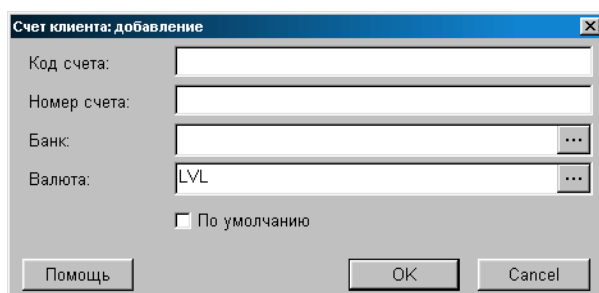 Счет клиента: добавление
Код счета:
Номер счета:
Банк: ...
Валюта: LVL ...
По умолчанию
Помощь OK Cancel